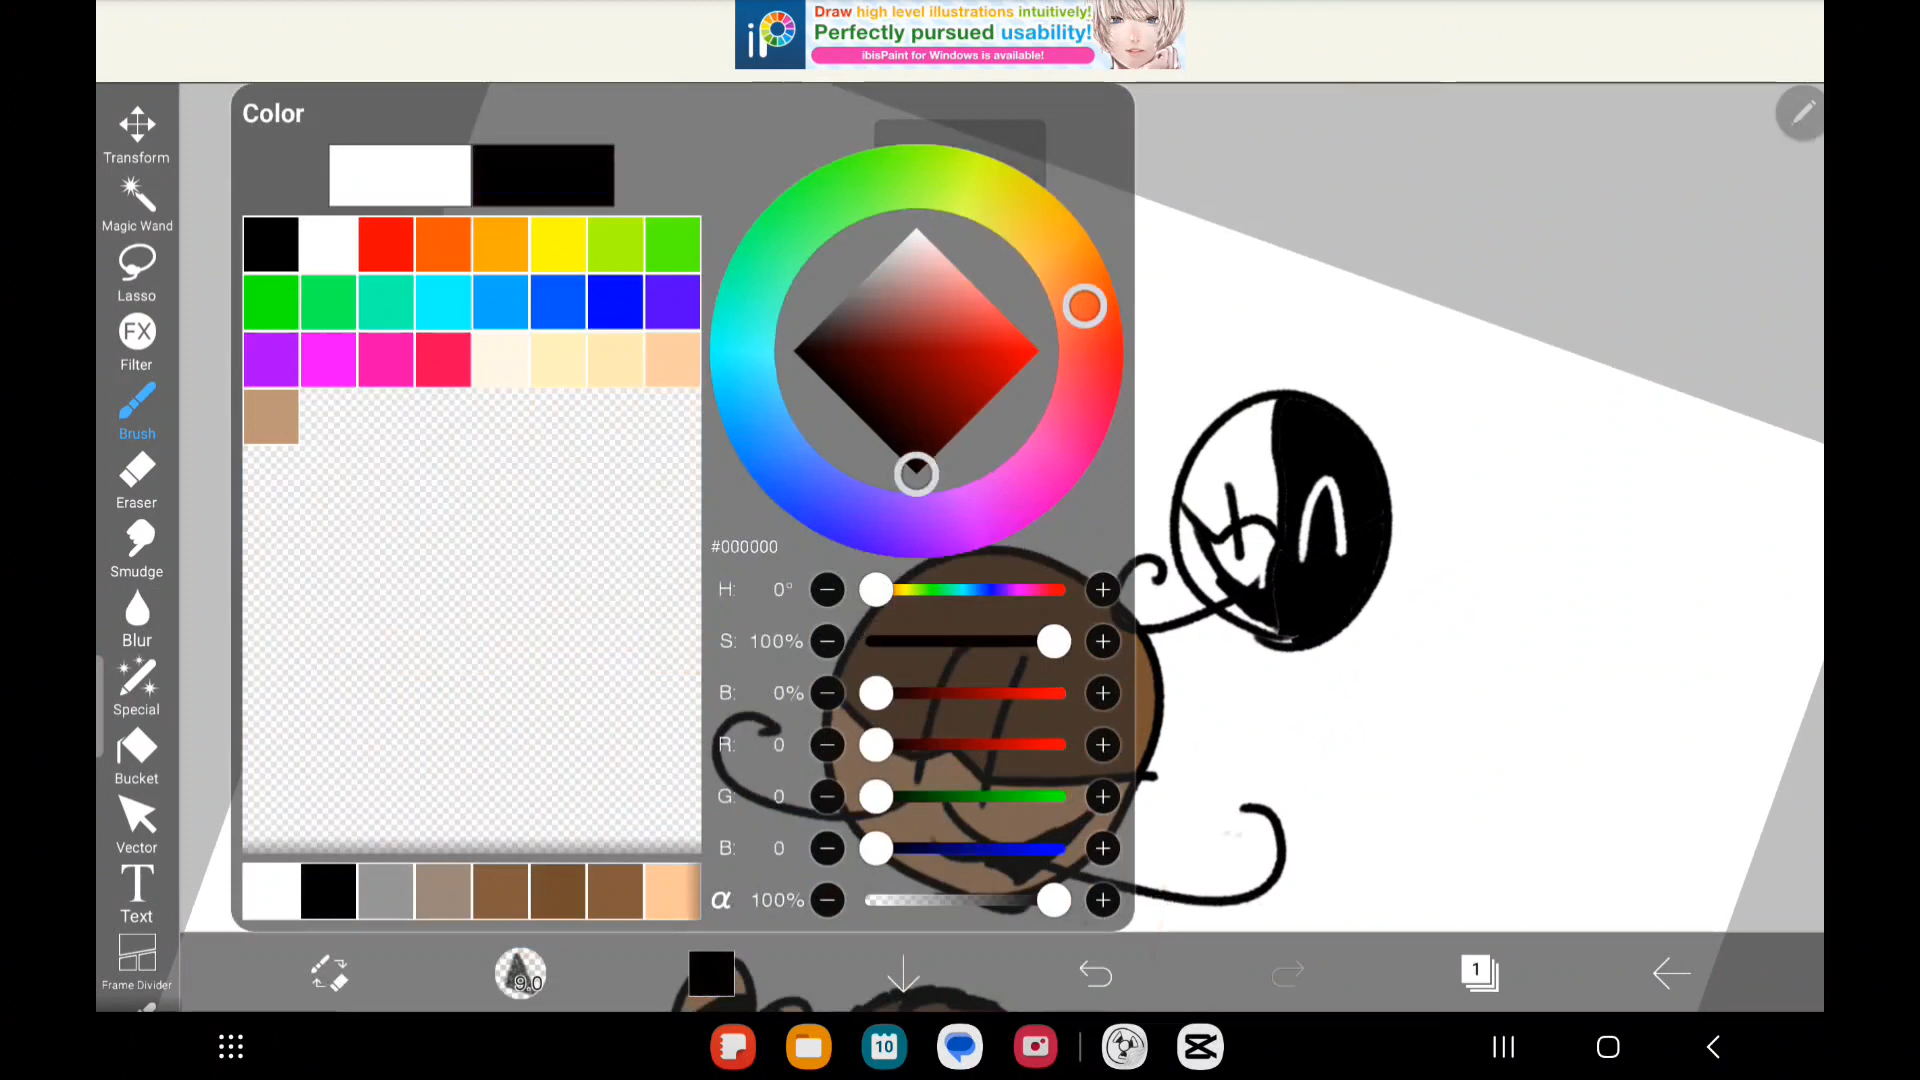 iP
Draw high level illustrations intuitively!
Perfectly pursued usability!
ibisPaint for Windows is available!
Color
Transform
Magic Wand
Lasso
FX
Filter
Brush
Eraser
Smudge
Blur
Special
Bucket
Vector
T
Text
Frame Divider
#000000
H: 0°
S: 100%
B: 0%
R: 0
G: 0
B: 0
α 100%
9.0
1
10